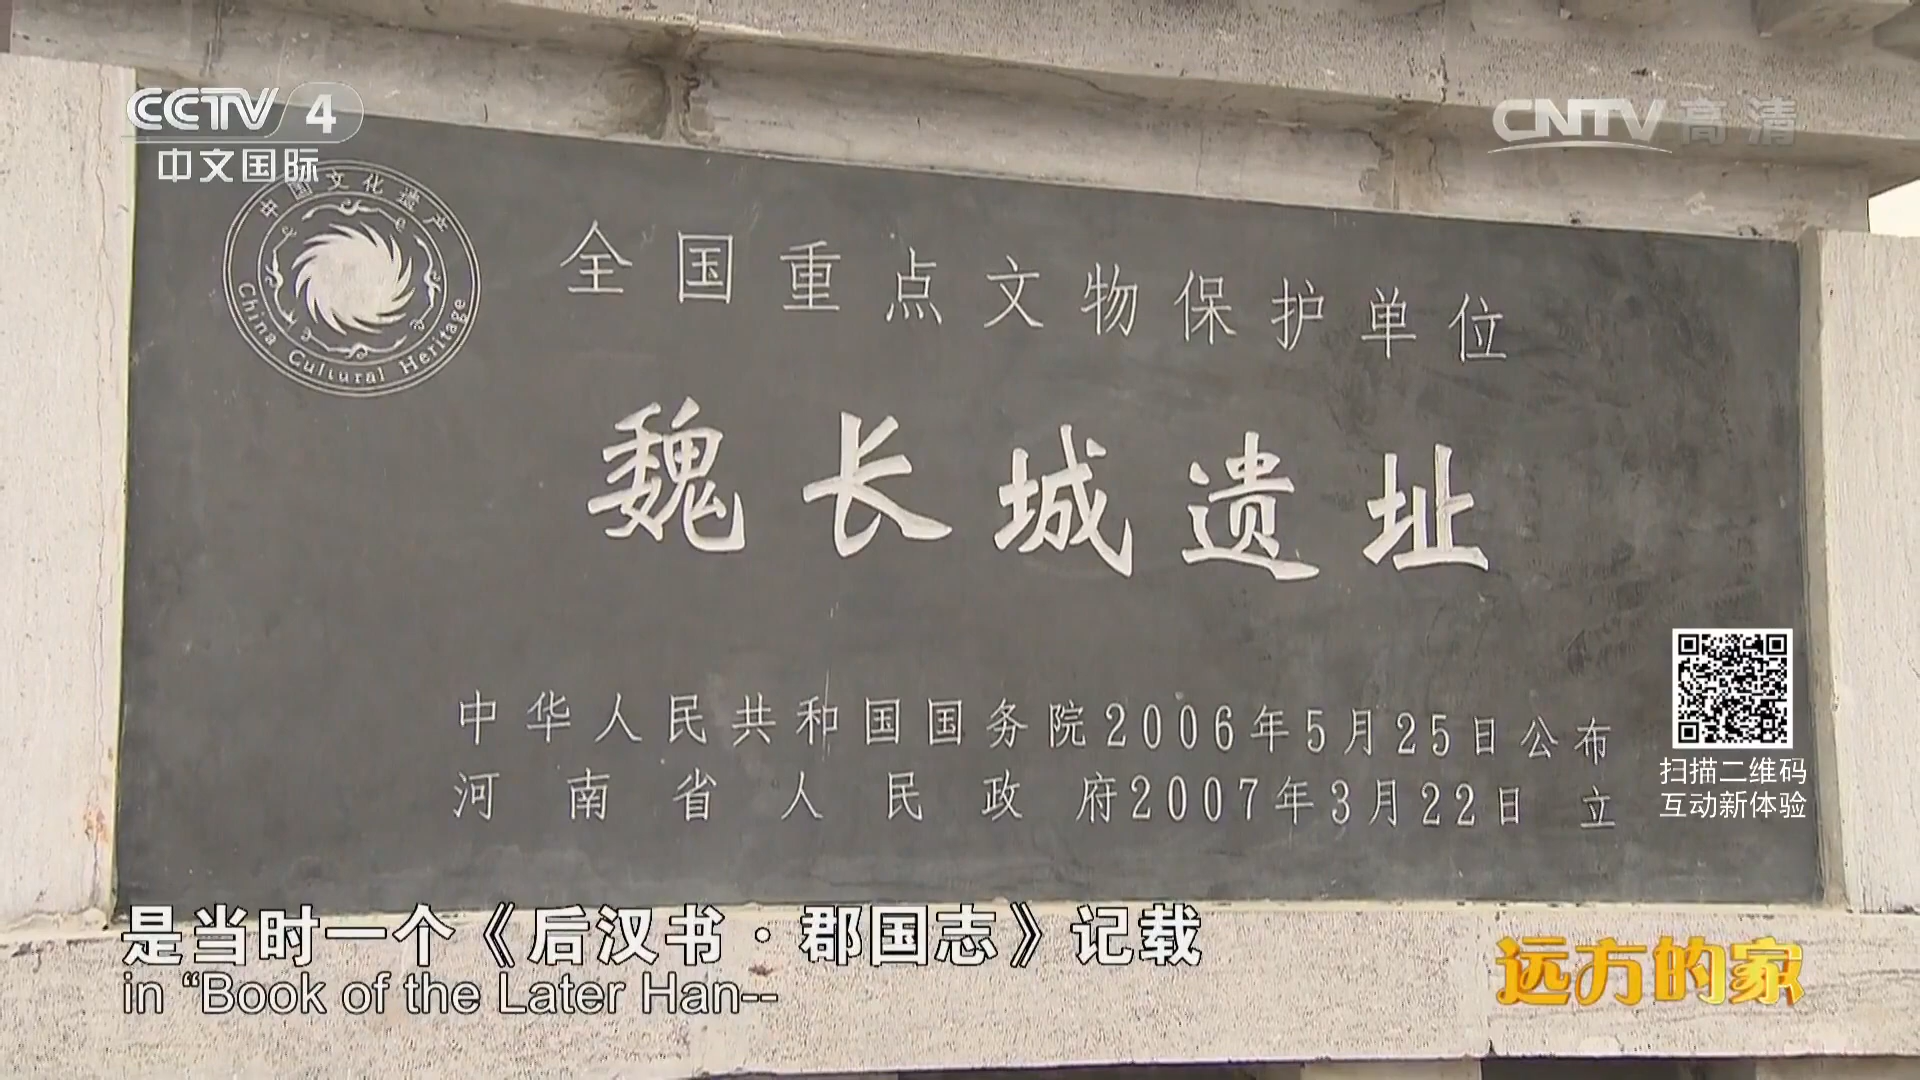 CCTV 4
中文国际
CNTV 高清
中国文化遗产
China Cultural Heritage
全国重点文物保护单位
魏长城遗址
中华人民共和国国务院2006年5月25日公布
河南省人民政府2007年3月22日 立
扫描二维码
互动新体验
是当时一个《后汉书·郡国志》记载
in “Book of the Later Han--
远方的家